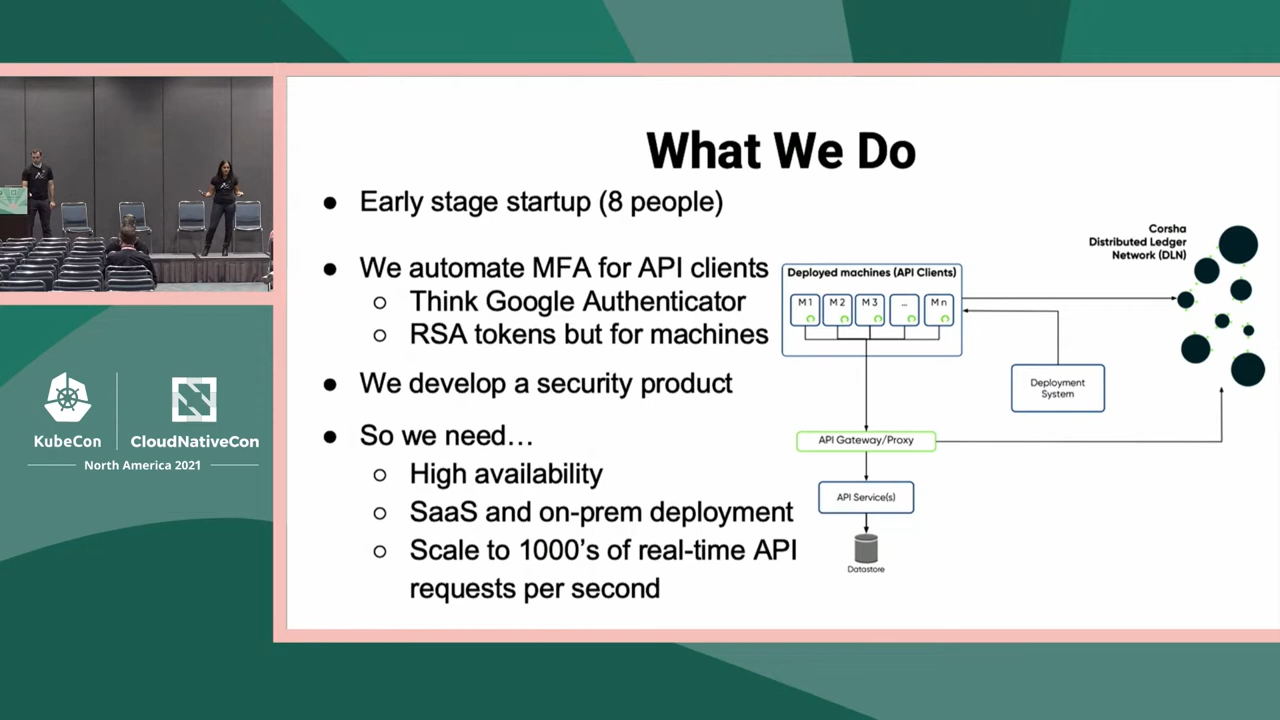 What We Do
● Early stage startup (8 people)
● We automate MFA for API clients
○ Think Google Authenticator
○ RSA tokens but for machines
● We develop a security product
● So we need…
○ High availability
○ SaaS and on-prem deployment
○ Scale to 1000’s of real-time API
requests per second
Corsha
Distributed Ledger
Network (DLN)
Deployed machines (API Clients)
M 1
M 2
M 3
...
M n
Deployment
System
API Gateway/Proxy
API Service(s)
Datastore
KubeCon
CloudNativeCon
North America 2021